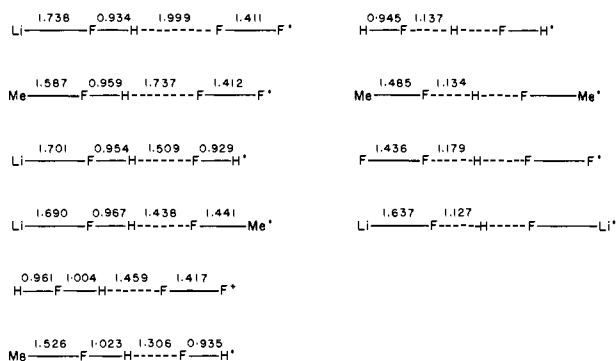 1.738 0.934 1.999 1.411
Li F H F F+
0.945 1.137
H F H F H+
1.587 0.959 1.737 1.412
Me F H F F+
1.485 1.134
Me F H F Me+
1.701 0.954 1.509 0.929
Li F H F H+
1.436 1.179
F F H F F+
1.690 0.967 1.438 1.441
Li F H F Me+
1.637 1.127
Li F H F Li+
0.961 1.004 1.459 1.417
H F H F F+
1.526 1.023 1.306 0.935
Me F H F H+